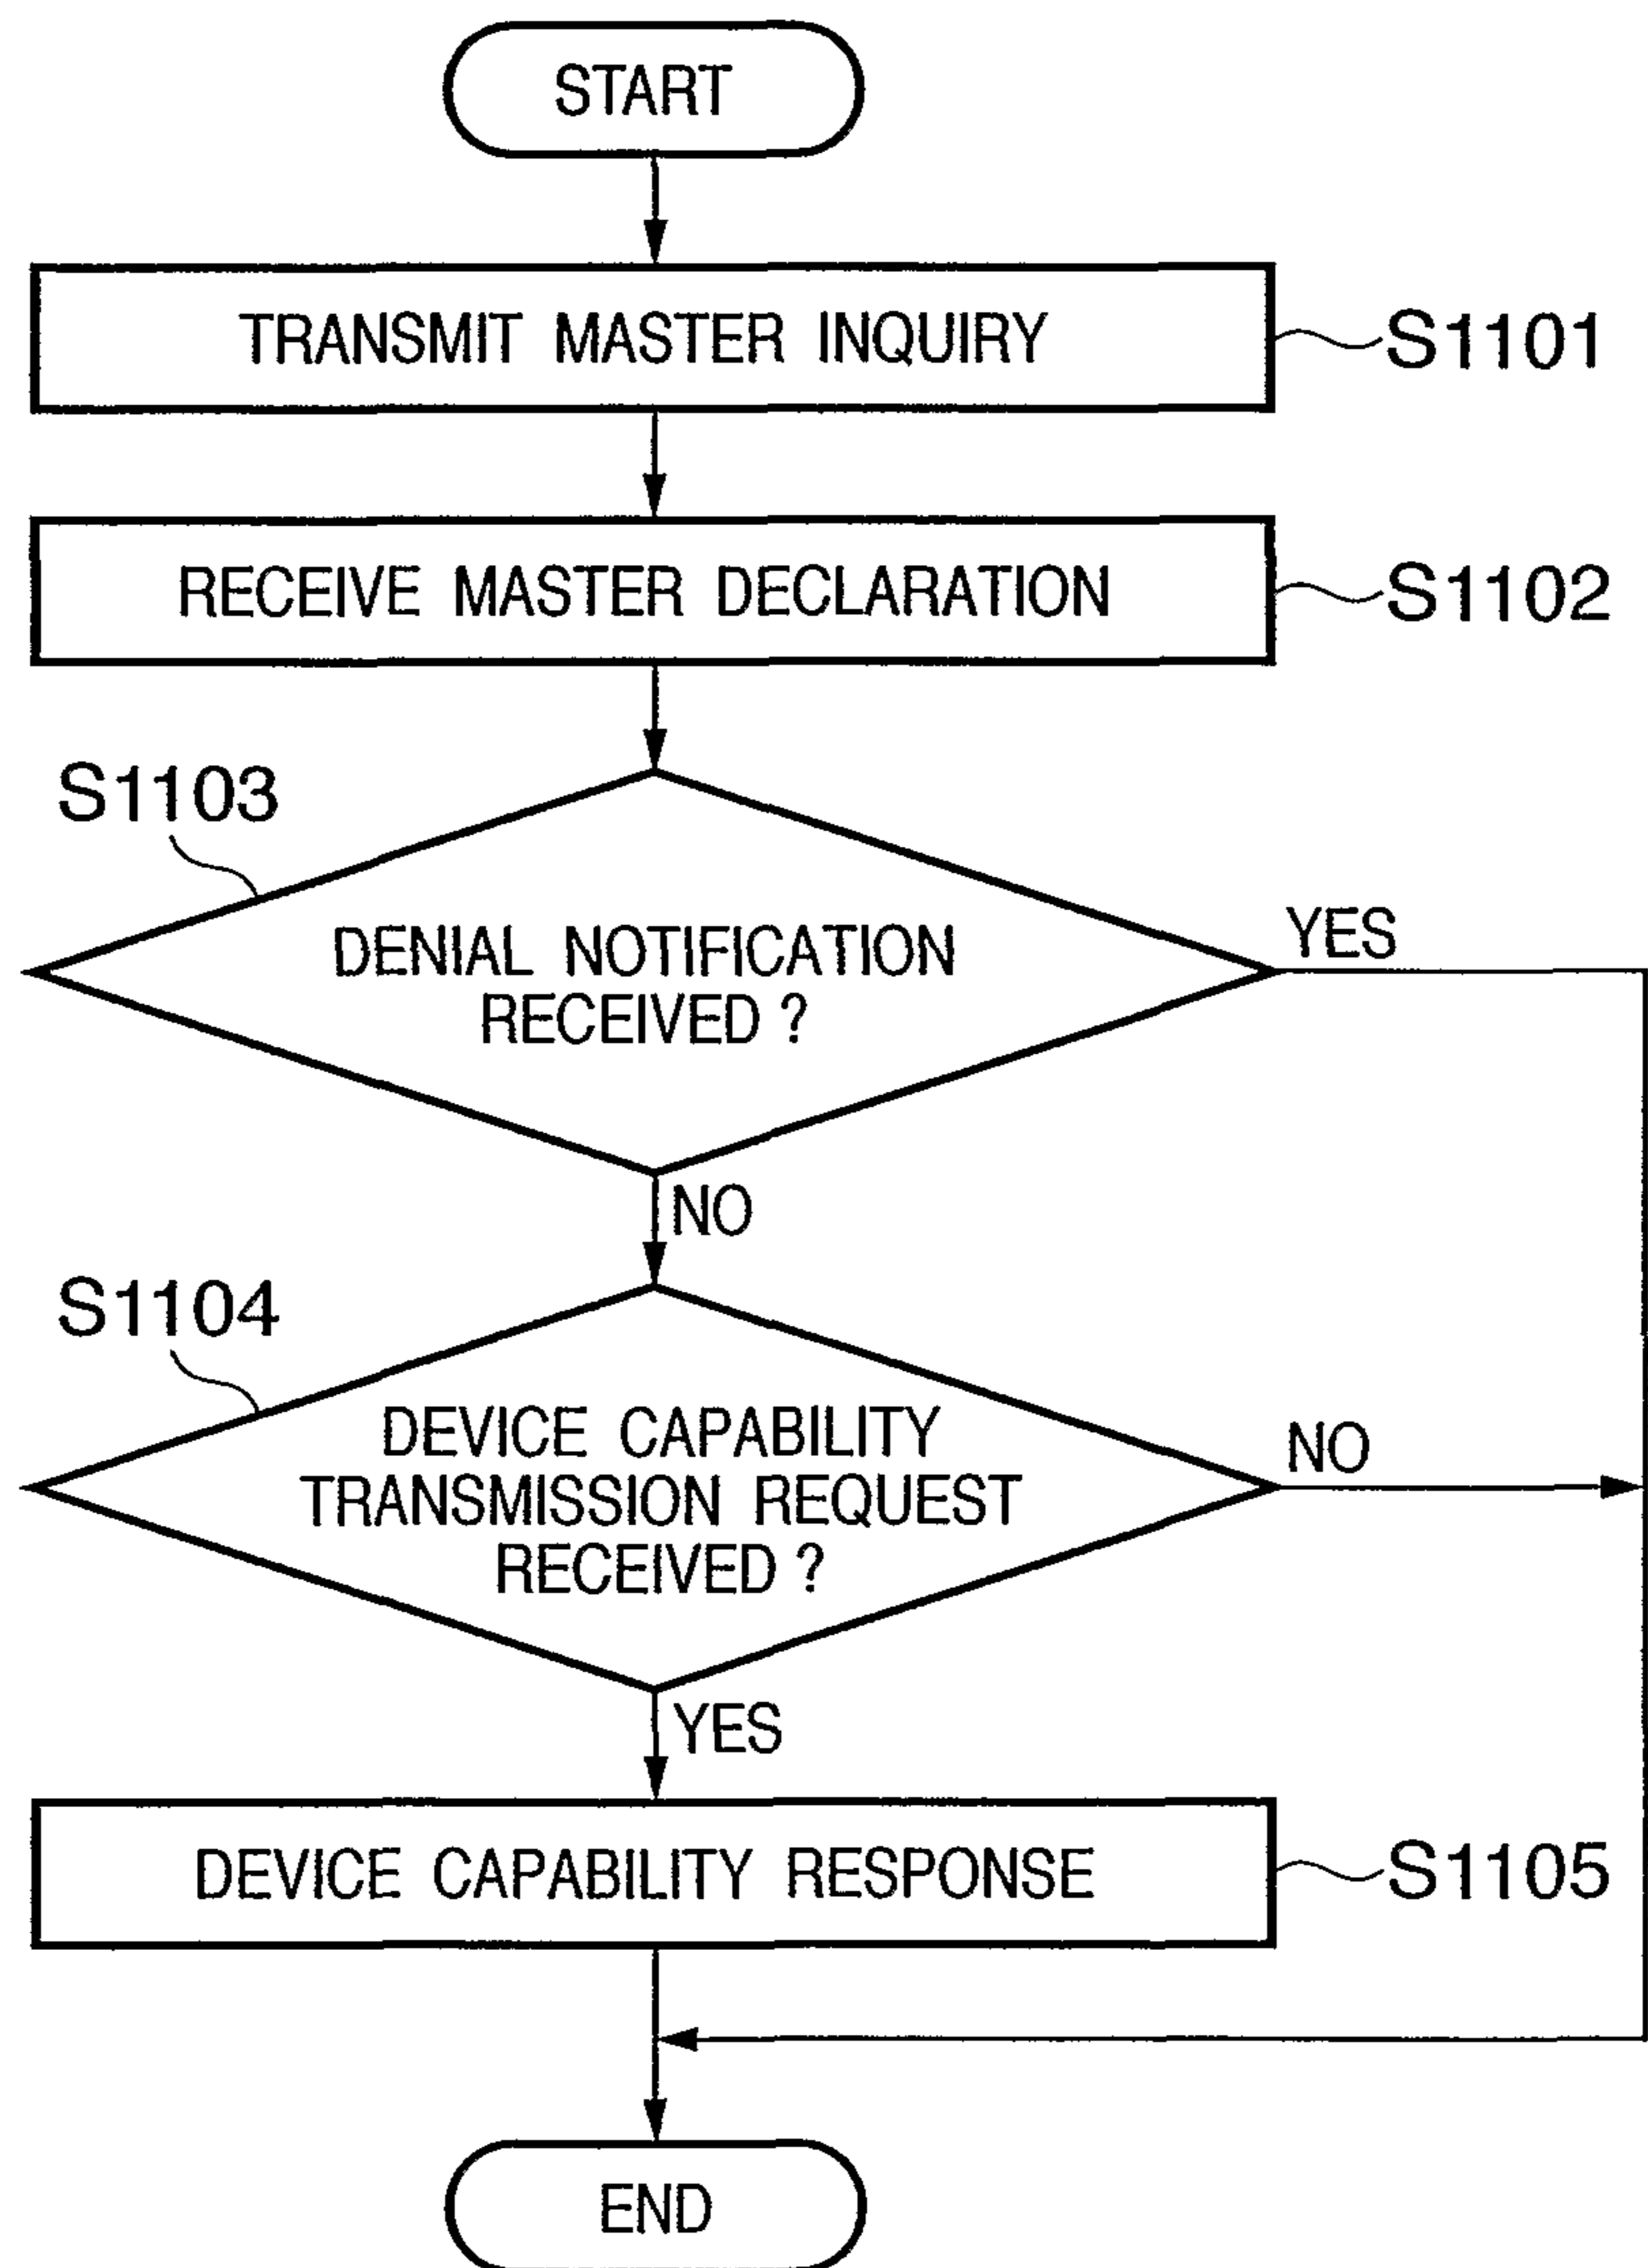 START
TRANSMIT MASTER INQUIRY
S1101
RECEIVE MASTER DECLARATION
S1102
S1103
DENIAL NOTIFICATION
RECEIVED ?
YES
NO
S1104
DEVICE CAPABILITY
TRANSMISSION REQUEST
RECEIVED ?
NO
YES
DEVICE CAPABILITY RESPONSE
S1105
END